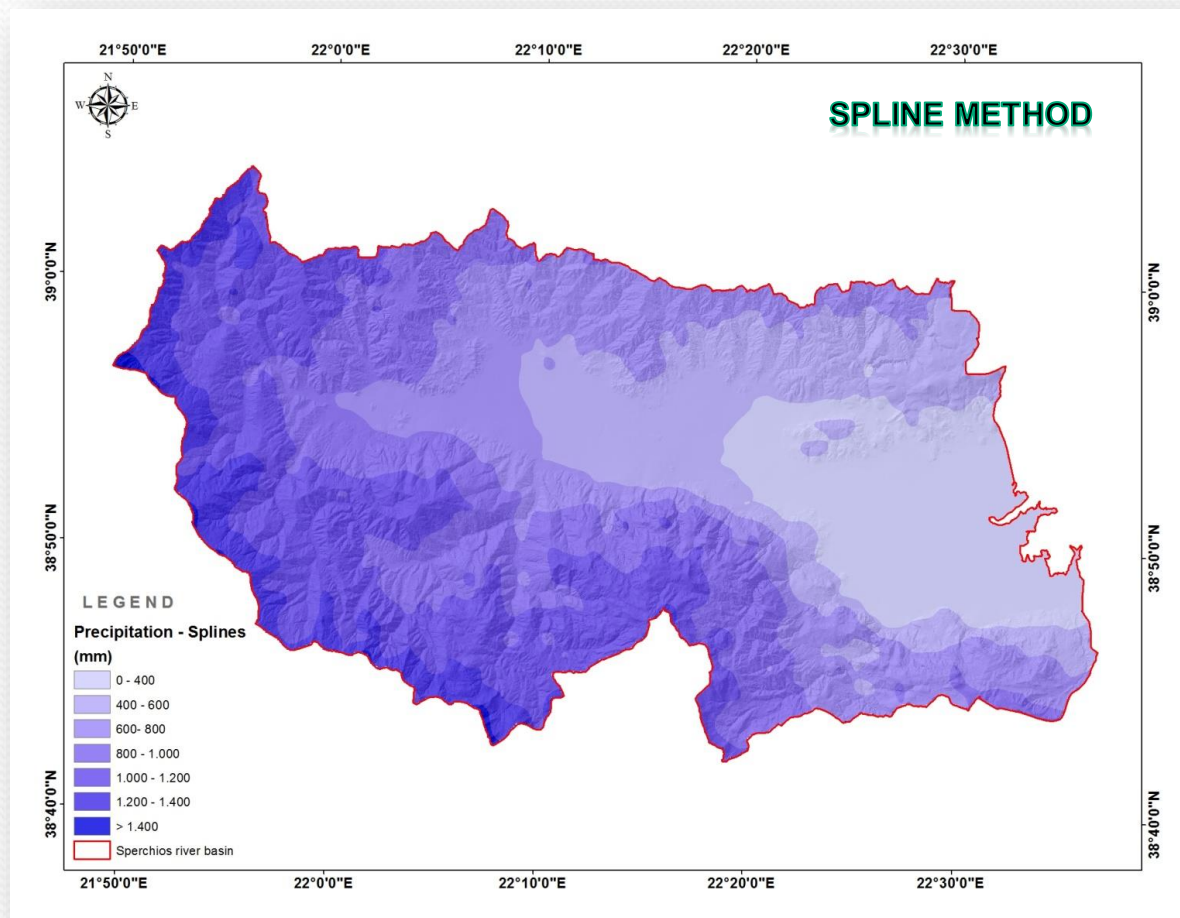 21°50'0"E 22°0'0"E 22°10'0"E 22°20'0"E 22°30'0"E
N
W E
S
SPLINE METHOD
39°0'0"N
39°0'0"N
38°50'0"N
38°50'0"N
LEGEND
Precipitation - Splines
(mm)
0 - 400
400 - 600
600- 800
800 - 1.000
1.000 - 1.200
1.200 - 1.400
> 1.400
Sperchios river basin
38°40'0"N
38°40'0"N
21°50'0"E 22°0'0"E 22°10'0"E 22°20'0"E 22°30'0"E